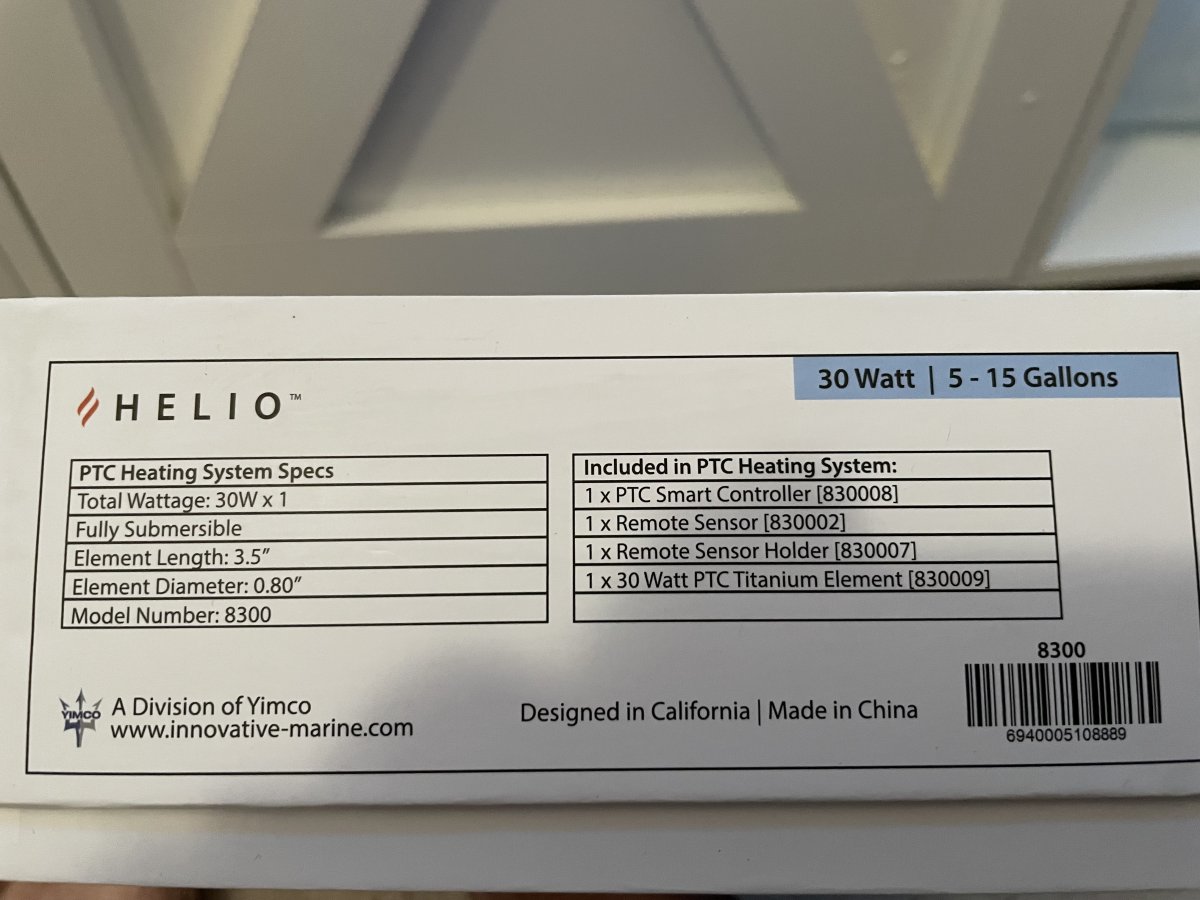 HELIO™
30 Watt | 5 - 15 Gallons
PTC Heating System Specs
Total Wattage: 30W x 1
Fully Submersible
Element Length: 3.5”
Element Diameter: 0.80”
Model Number: 8300
Included in PTC Heating System:
1 x PTC Smart Controller [830008]
1 x Remote Sensor [830002]
1 x Remote Sensor Holder [830007]
1 x 30 Watt PTC Titanium Element [830009]
YIMCO
A Division of Yimco
www.innovative-marine.com
Designed in California | Made in China
8300
6940005108889